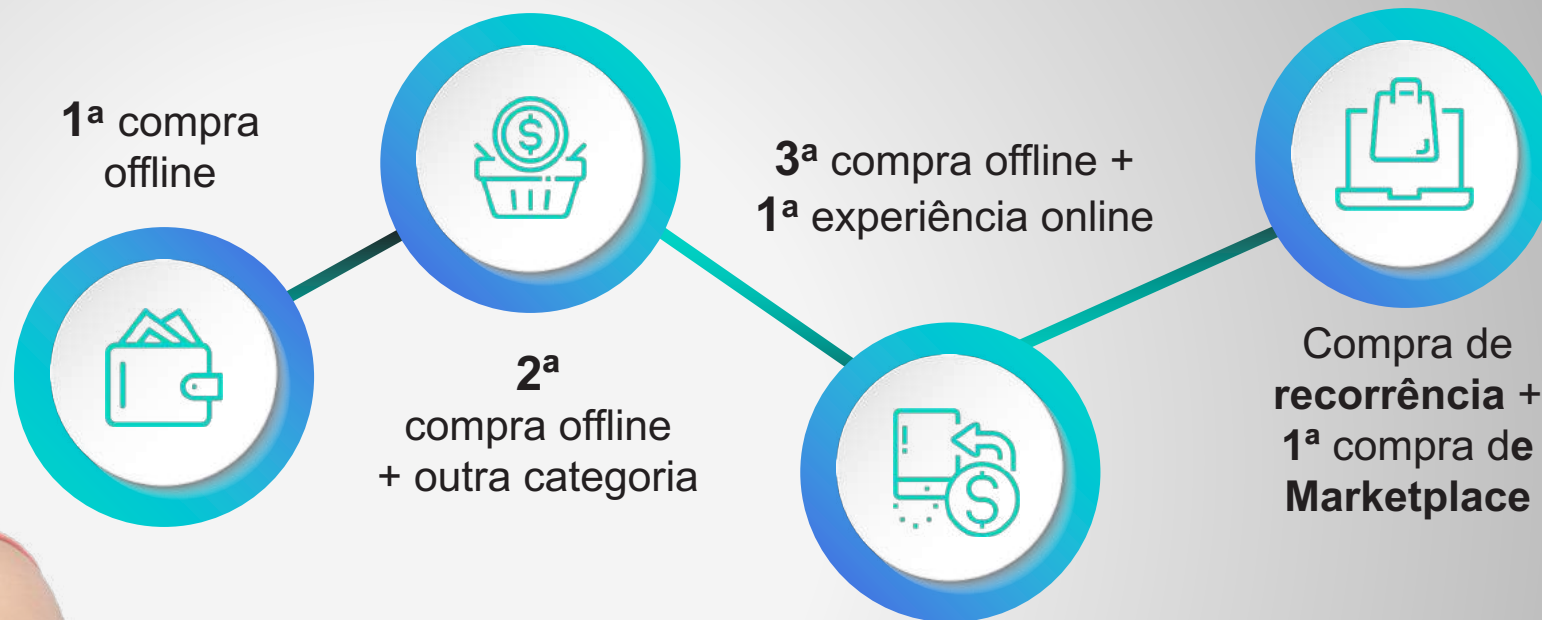 1ª compra
offline
2ª
compra offline
+ outra categoria
3ª compra offline +
1ª experiência online
Compra de
recorrência +
1ª compra de
Marketplace